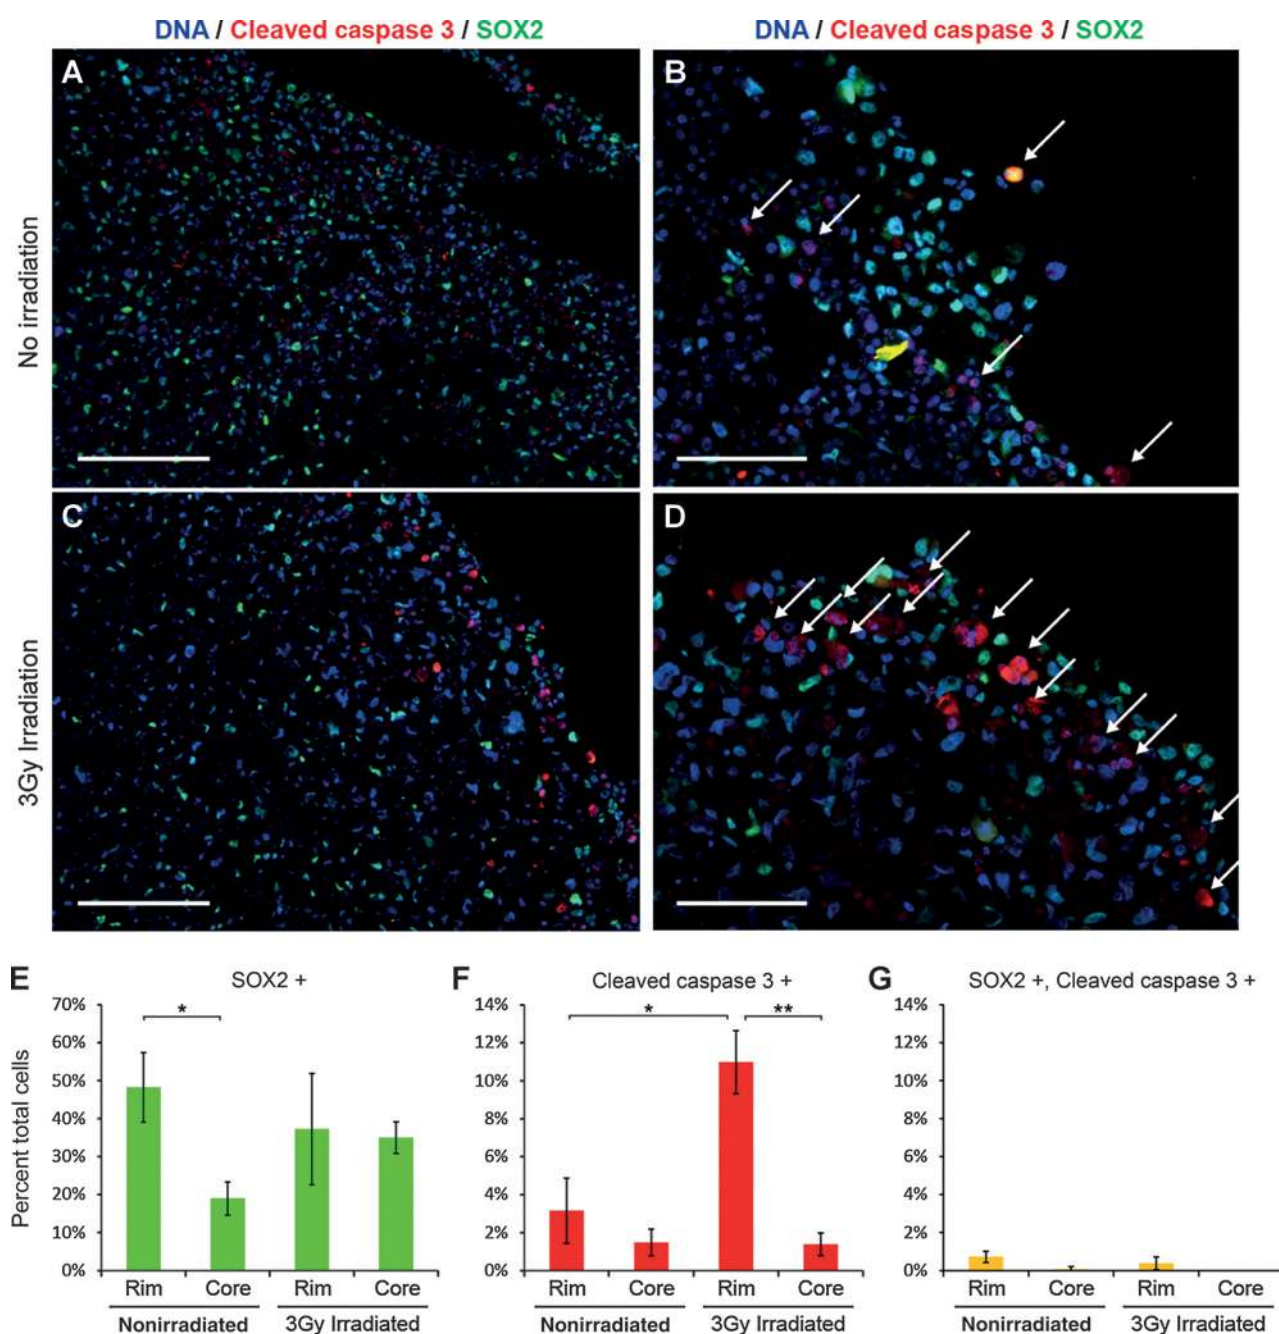 DNA / Cleaved caspase 3 / SOX2
DNA / Cleaved caspase 3 / SOX2
No irradiation
A
B
3Gy Irradiation
C
D
E
SOX2 +
Percent total cells
70%
60%
50%
40%
30%
20%
10%
0%
*
Rim
Core
Rim
Core
Nonirradiated
3Gy Irradiated
F
Cleaved caspase 3 +
14%
12%
10%
8%
6%
4%
2%
0%
*
**
Rim
Core
Rim
Core
Nonirradiated
3Gy Irradiated
G
SOX2 +, Cleaved caspase 3 +
14%
12%
10%
8%
6%
4%
2%
0%
Rim
Core
Rim
Core
Nonirradiated
3Gy Irradiated